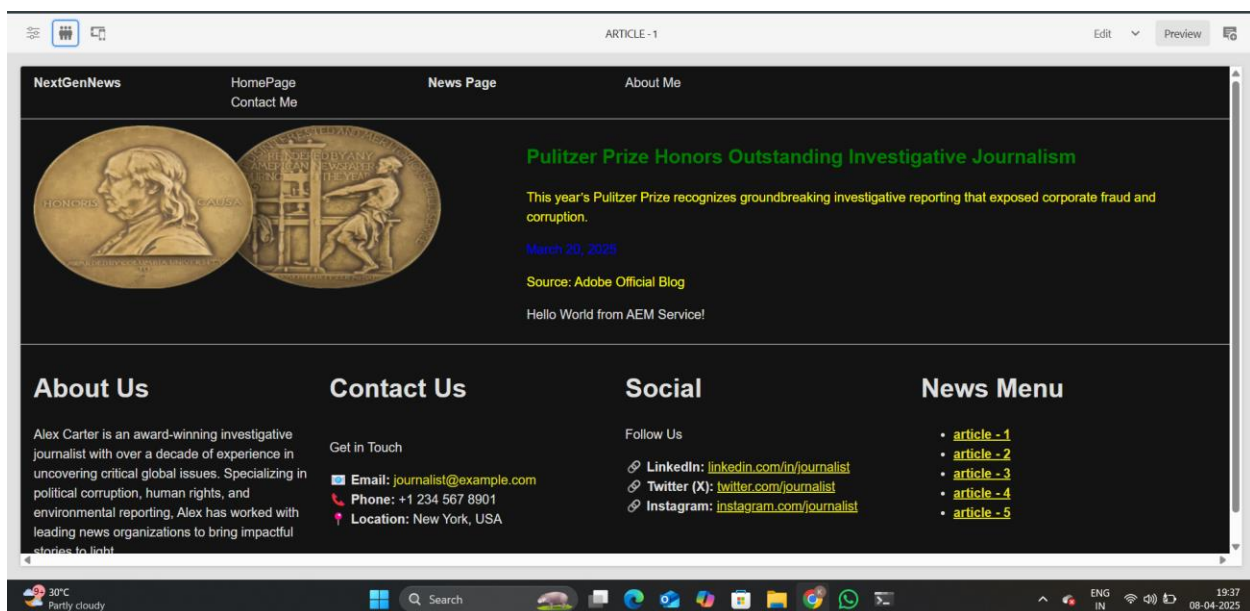 ARTICLE - 1
Edit
Preview
NextGenNews
HomePage
News Page
About Me
Contact Me
HONORIS
CAUSA
Pulitzer Prize Honors Outstanding Investigative Journalism
This year's Pulitzer Prize recognizes groundbreaking investigative reporting that exposed corporate fraud and
corruption.
March 20, 2025
Source: Adobe Official Blog
Hello World from AEM Service!
About Us
Alex Carter is an award-winning investigative
journalist with over a decade of experience in
uncovering critical global issues. Specializing in
political corruption, human rights, and
environmental reporting, Alex has worked with
leading news organizations to bring impactful
stories to light
Contact Us
Get in Touch
Email: journalist@example.com
Phone: +1 234 567 8901
Location: New York, USA
Social
Follow Us
LinkedIn: linkedin.com/in/journalist
Twitter (X): twitter.com/journalist
Instagram: instagram.com/journalist
News Menu
• article - 1
• article - 2
• article - 3
• article - 4
• article - 5
30°C
Partly cloudy
Search
ENG
IN
19:37
08-04-2025